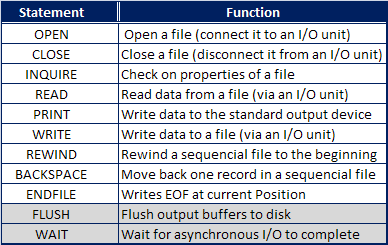 Statement Function
OPEN Open a file (connect it to an I/O unit)
CLOSE Close a file (disconnect it from an I/O unit)
INQUIRE Check on properties of a file
READ Read data from a file (via an I/O unit)
PRINT Write data to the standard output device
WRITE Write data to a file (via an I/O unit)
REWIND Rewind a sequencial file to the beginning
BACKSPACE Move back one record in a sequencial file
ENDFILE Writes EOF at current Position
FLUSH Flush output buffers to disk
WAIT Wait for asynchronous I/O to complete